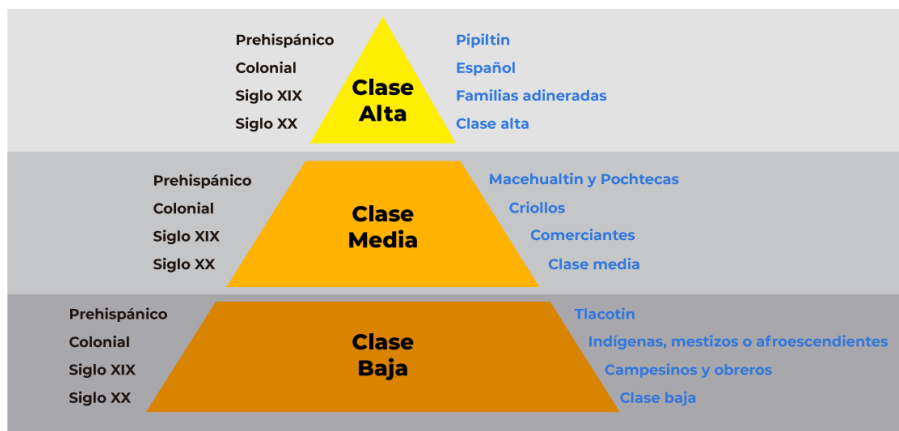 Prehispánico Pipiltin
Colonial Español
Siglo XIX Familias adineradas
Siglo XX Clase alta
Clase
Alta
Prehispánico Macehualtin y Pochtecas
Colonial Criollos
Siglo XIX Comerciantes
Siglo XX Clase media
Clase
Media
Prehispánico Tlacotin
Colonial Indígenas, mestizos o afroescendientes
Siglo XIX Campesinos y obreros
Siglo XX Clase baja
Clase
Baja